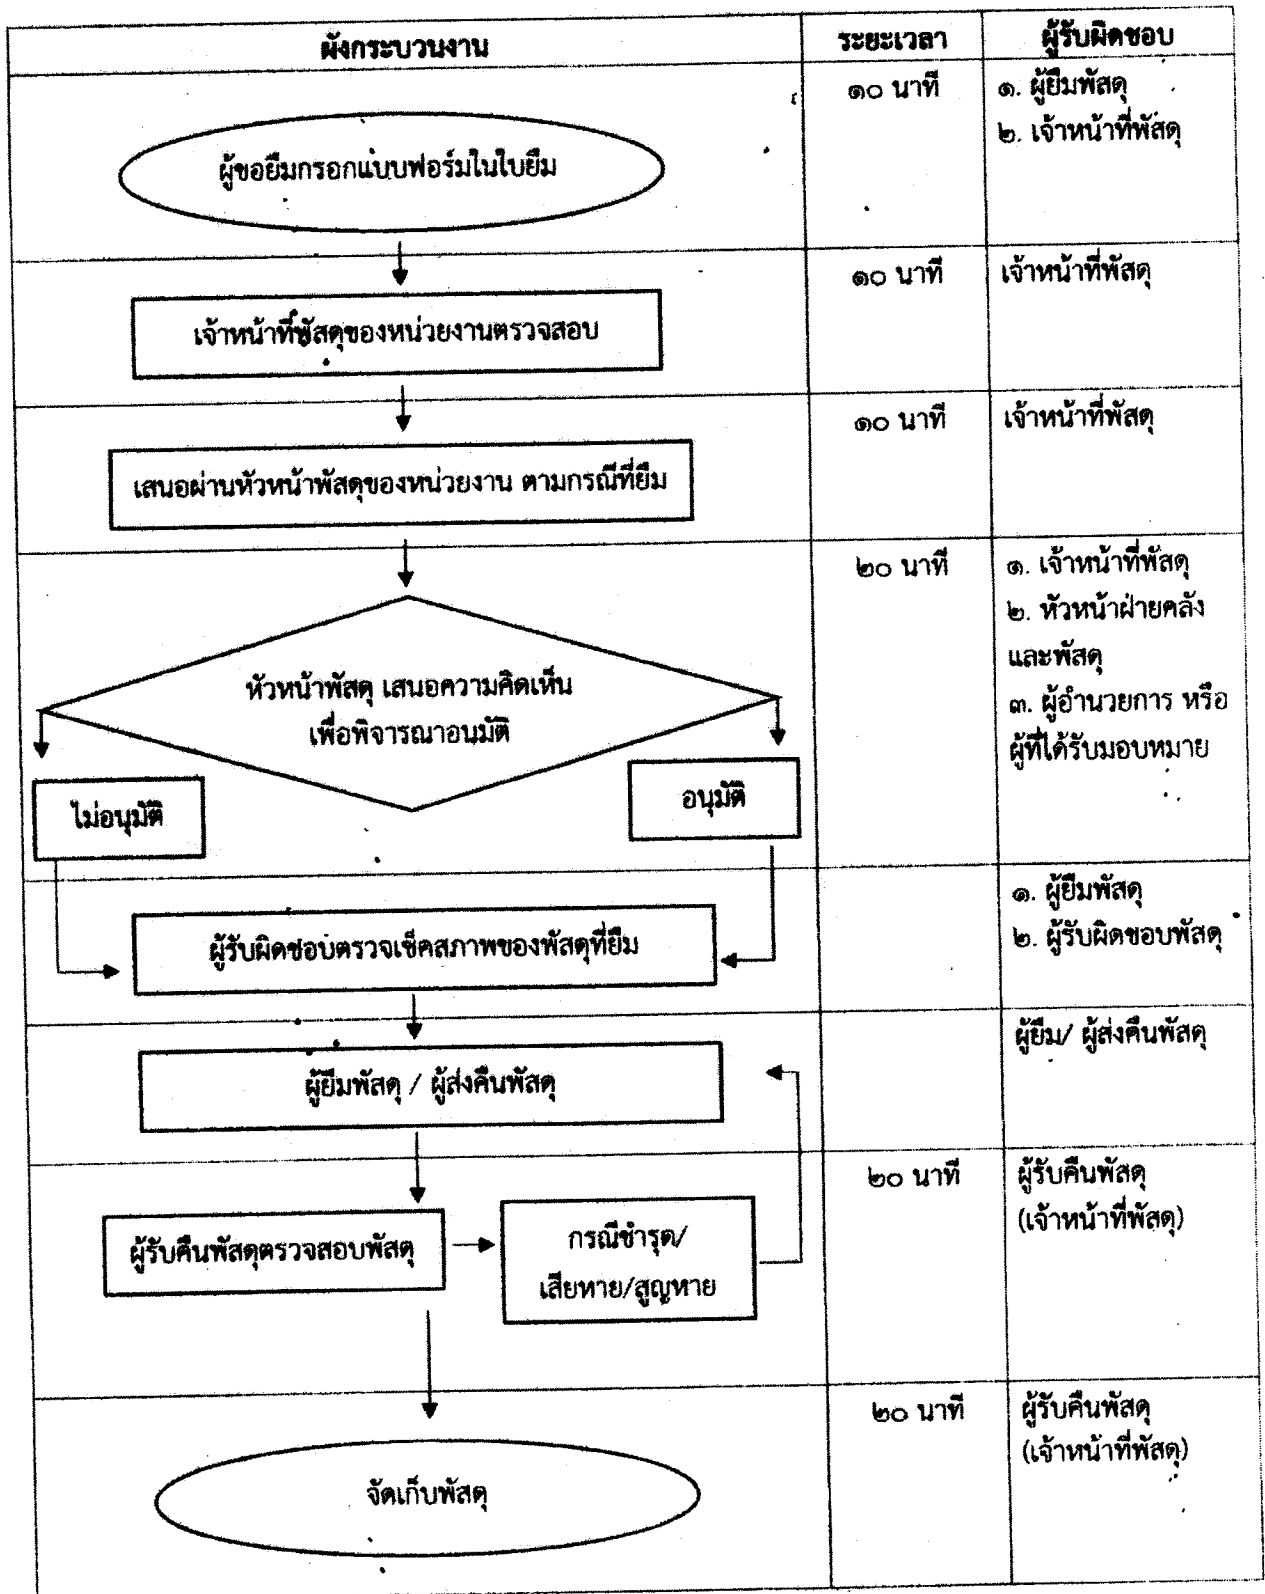 ผังกระบวนงาน
ระยะเวลา
ผู้รับผิดชอบ
ผู้ขอยืมกรอกแบบฟอร์มในใบยืม
๑๐ นาที
๑. ผู้ยืมพัสดุ
๒. เจ้าหน้าที่พัสดุ
เจ้าหน้าที่พัสดุของหน่วยงานตรวจสอบ
๑๐ นาที
เจ้าหน้าที่พัสดุ
เสนอผ่านหัวหน้าพัสดุของหน่วยงาน ตามกรณีที่ยืม
๑๐ นาที
เจ้าหน้าที่พัสดุ
หัวหน้าพัสดุ เสนอความคิดเห็น
เพื่อพิจารณาอนุมัติ
ไม่อนุมัติ
อนุมัติ
๒๐ นาที
๑. เจ้าหน้าที่พัสดุ
๒. หัวหน้าฝ่ายคลัง
และพัสดุ
๓. ผู้อำนวยการ หรือ
ผู้ที่ได้รับมอบหมาย
ผู้รับผิดชอบตรวจเช็คสภาพของพัสดุที่ยืม
๑. ผู้ยืมพัสดุ
๒. ผู้รับผิดชอบพัสดุ
ผู้ยืมพัสดุ / ผู้ส่งคืนพัสดุ
ผู้ยืม/ ผู้ส่งคืนพัสดุ
ผู้รับคืนพัสดุตรวจสอบพัสดุ
กรณีชำรุด/
เสียหาย/สูญหาย
๒๐ นาที
ผู้รับคืนพัสดุ
(เจ้าหน้าที่พัสดุ)
จัดเก็บพัสดุ
๒๐ นาที
ผู้รับคืนพัสดุ
(เจ้าหน้าที่พัสดุ)